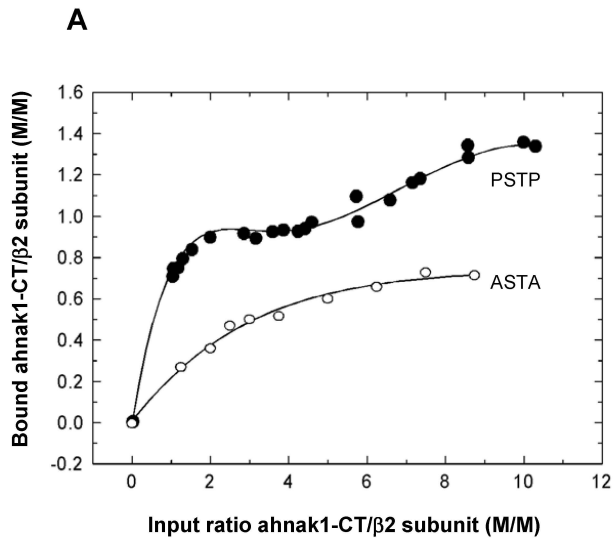 A
Bound ahnak1-CT/β2 subunit (M/M)
1.6
1.4
1.2
1.0
0.8
0.6
0.4
0.2
0.0
-0.2
PSTP
ASTA
0 2 4 6 8 10 12
Input ratio ahnak1-CT/β2 subunit (M/M)